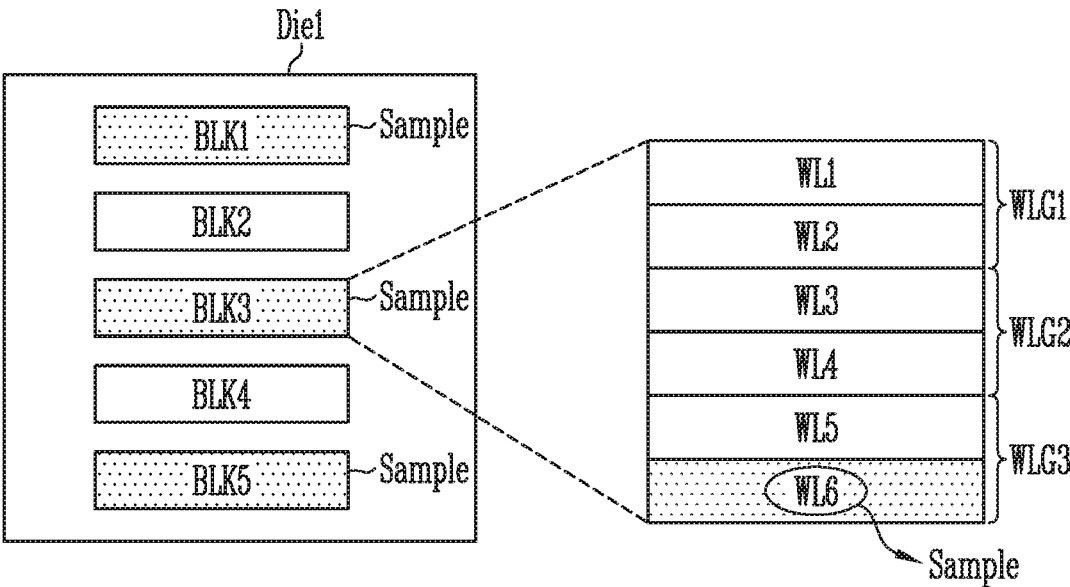 Die1
BLK1
Sample
BLK2
BLK3
Sample
BLK4
BLK5
Sample
WL1
WL2
WLG1
WL3
WL4
WLG2
WL5
WL6
WLG3
Sample